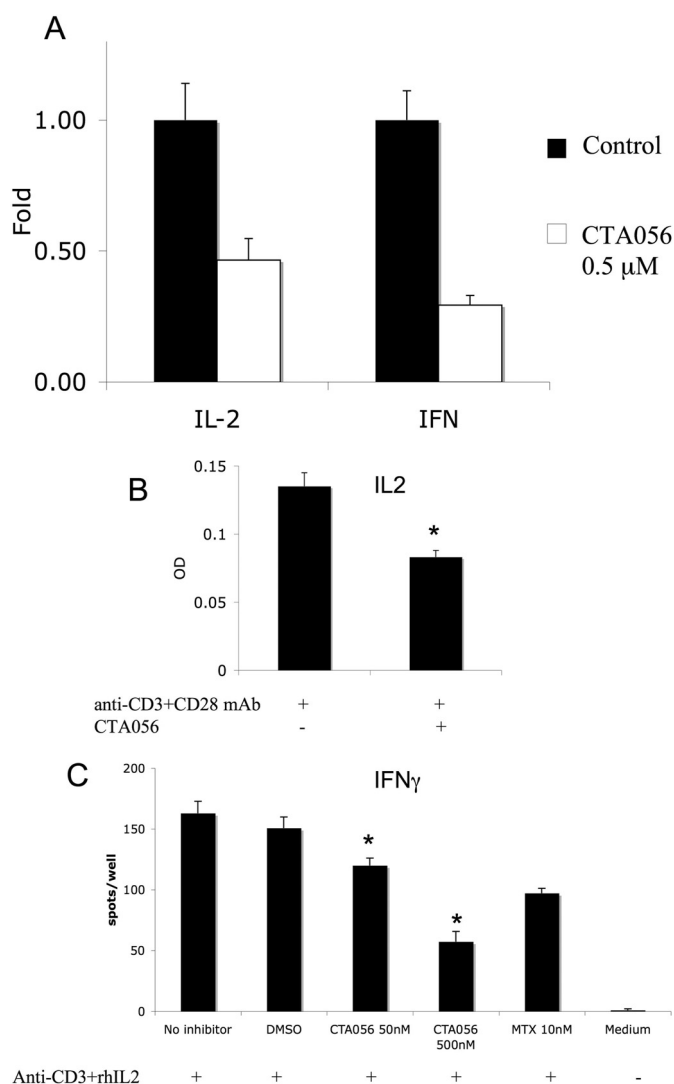 A
1.00
0.50
0.00
Fold
IL-2 IFN
Control
CTA056
0.5 μM
B
IL2
0.15
0.1
0.05
0
OD
*
anti-CD3+CD28 mAb + +
CTA056 - +
C
IFNγ
200
150
100
50
0
spots/well
*
*
No inhibitor DMSO CTA056 50nM CTA056 500nM MTX 10nM Medium
Anti-CD3+rhIL2 + + + + + -